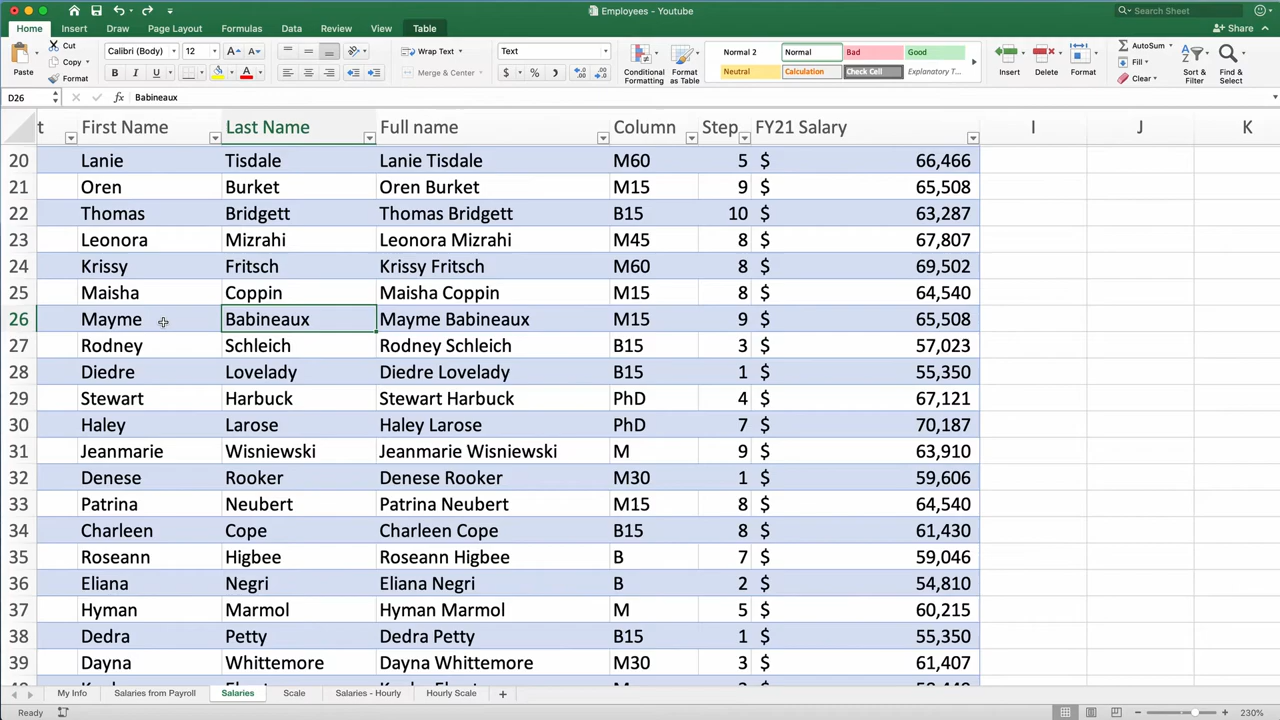 Employees - Youtube
Search Sheet
Home Insert Draw Page Layout Formulas Data Review View Table
Share
Paste
Cut
Copy
Format
Calibri (Body) 12
Wrap Text
Merge & Center
Text
Conditional Formatting
Format as Table
Normal 2 Normal Bad Good
Neutral Calculation Check Cell Explanatory T...
Insert Delete Format
AutoSum
Fill
Clear
Sort & Filter
Find & Select
D26 fx Babineaux
t First Name Last Name Full name Column Step FY21 Salary I J K
20 Lanie Tisdale Lanie Tisdale M60 5 $ 66,466
21 Oren Burket Oren Burket M15 9 $ 65,508
22 Thomas Bridgett Thomas Bridgett B15 10 $ 63,287
23 Leonora Mizrahi Leonora Mizrahi M45 8 $ 67,807
24 Krissy Fritsch Krissy Fritsch M60 8 $ 69,502
25 Maisha Coppin Maisha Coppin M15 8 $ 64,540
26 Mayme Babineaux Mayme Babineaux M15 9 $ 65,508
27 Rodney Schleich Rodney Schleich B15 3 $ 57,023
28 Diedre Lovelady Diedre Lovelady B15 1 $ 55,350
29 Stewart Harbuck Stewart Harbuck PhD 4 $ 67,121
30 Haley Larose Haley Larose PhD 7 $ 70,187
31 Jeanmarie Wisniewski Jeanmarie Wisniewski M 9 $ 63,910
32 Denese Rooker Denese Rooker M30 1 $ 59,606
33 Patrina Neubert Patrina Neubert M15 8 $ 64,540
34 Charleen Cope Charleen Cope B15 8 $ 61,430
35 Roseann Higbee Roseann Higbee B 7 $ 59,046
36 Eliana Negri Eliana Negri B 2 $ 54,810
37 Hyman Marmol Hyman Marmol M 5 $ 60,215
38 Dedra Petty Dedra Petty B15 1 $ 55,350
39 Dayna Whittemore Dayna Whittemore M30 3 $ 61,407
My Info Salaries from Payroll Salaries Scale Salaries - Hourly Hourly Scale +
Ready 230%